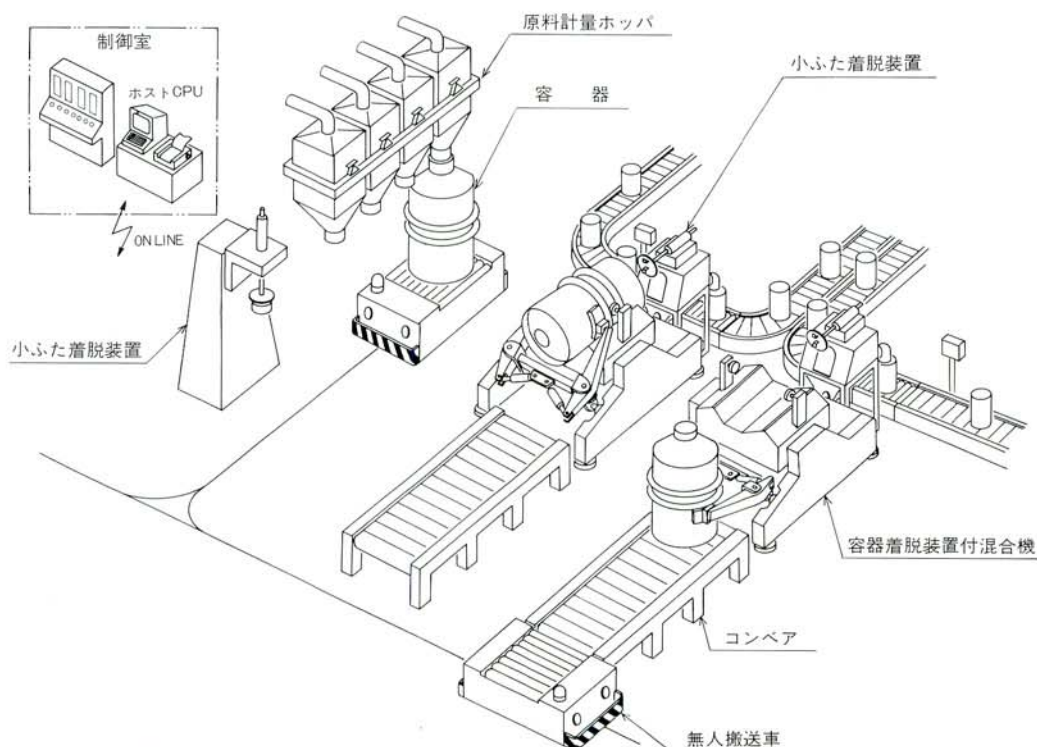 制御室
ホストCPU
ONLINE
原料計量ホッパ
容器
小ふた着脱装置
小ふた着脱装置
容器着脱装置付混合機
コンベア
無人搬送車